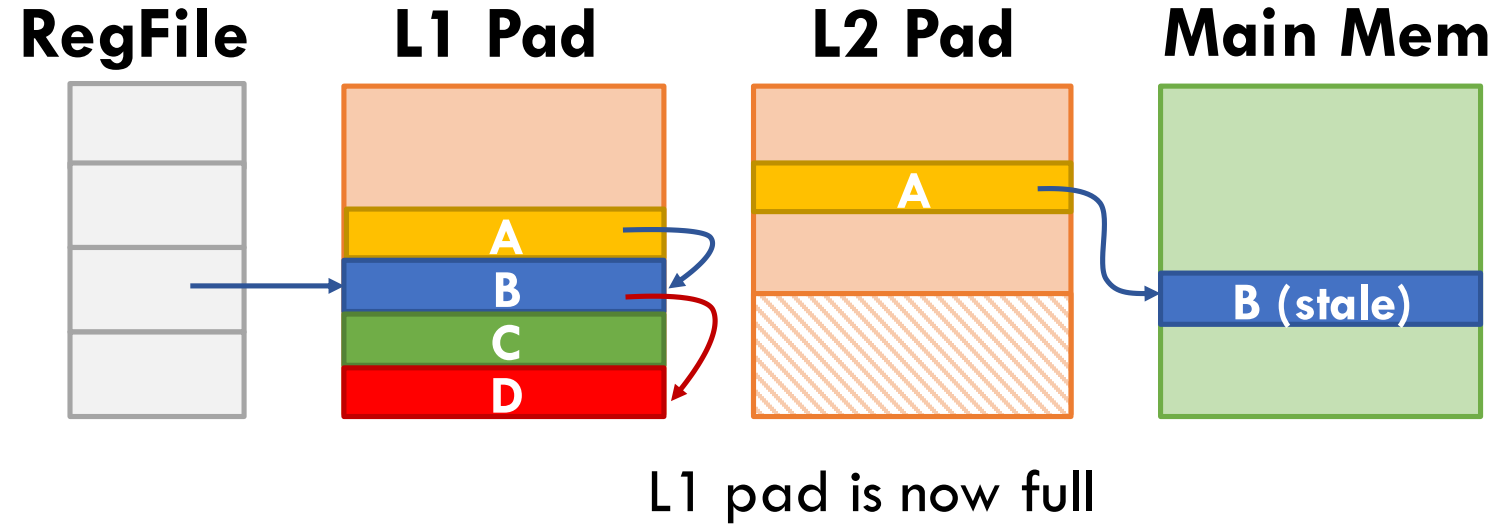 RegFile L1 Pad L2 Pad Main Mem
A
A
B
B (stale)
C
D
L1 pad is now full